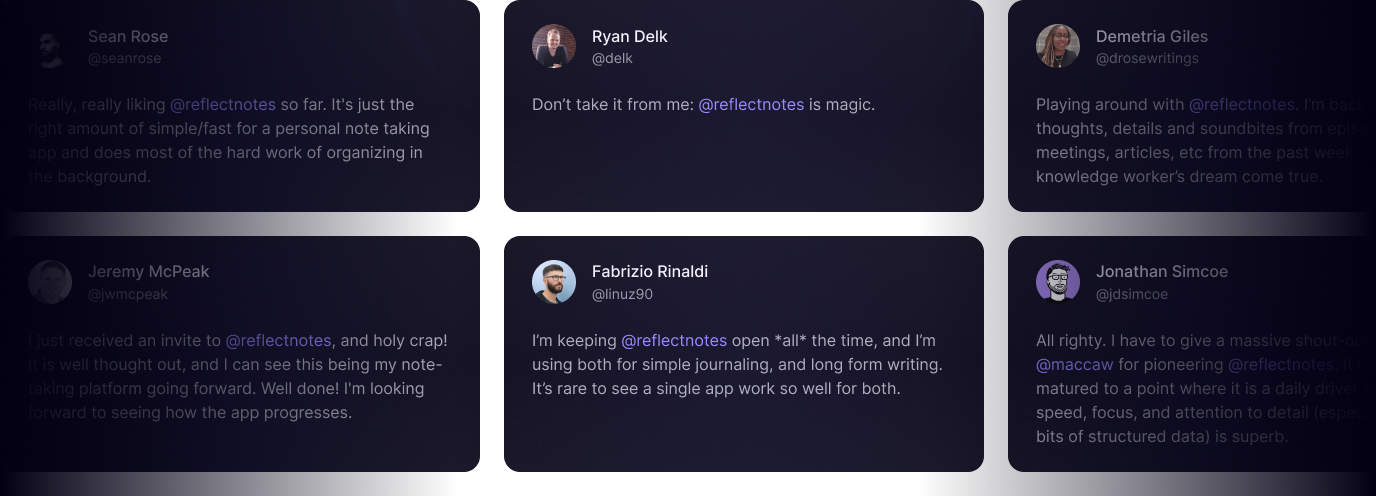 Sean Rose
@seanrose
Really, really liking @reflectnotes so far. It's just the
right amount of simple/fast for a personal note taking
app and does most of the hard work of organizing in
the background.
Ryan Delk
@delk
Don’t take it from me: @reflectnotes is magic.
Demetria Giles
@drosewritings
Playing around with @reflectnotes. I’m back
thoughts, details and soundbites from
meetings, articles, etc from the past week.
knowledge worker’s dream come true.
Jeremy McPeak
@jwmcpeak
I just received an invite to @reflectnotes, and holy crap!
It is well thought out, and I can see this being my note-
taking platform going forward. Well done! I'm looking
forward to seeing how the app progresses.
Fabrizio Rinaldi
@linuz90
I’m keeping @reflectnotes open *all* the time, and I’m
using both for simple journaling, and long form writing.
It’s rare to see a single app work so well for both.
Jonathan Simcoe
@jdsimcoe
All righty. I have to give a massive shout-out
@maccaw for pioneering @reflectnotes. It
matured to a point where it is a daily driver
speed, focus, and attention to detail
bits of structured data) is superb.